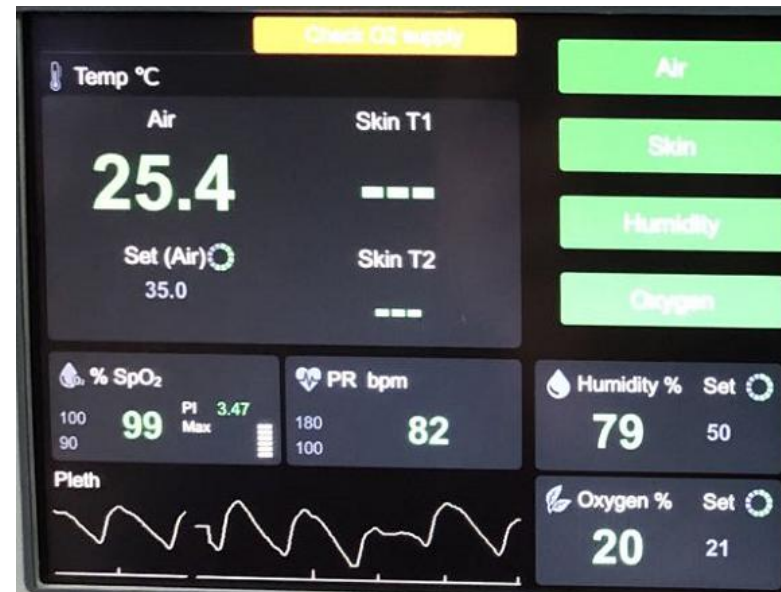 Check O2 supply
Temp °C
Air
25.4
Set (Air)
35.0
Skin T1
---
Skin T2
---
Air
Skin
Humidity
Oxygen
% SpO₂
100
90
99
PI 3.47
Max
PR bpm
180
100
82
Humidity % Set
79 50
Pleth
Oxygen % Set
20 21